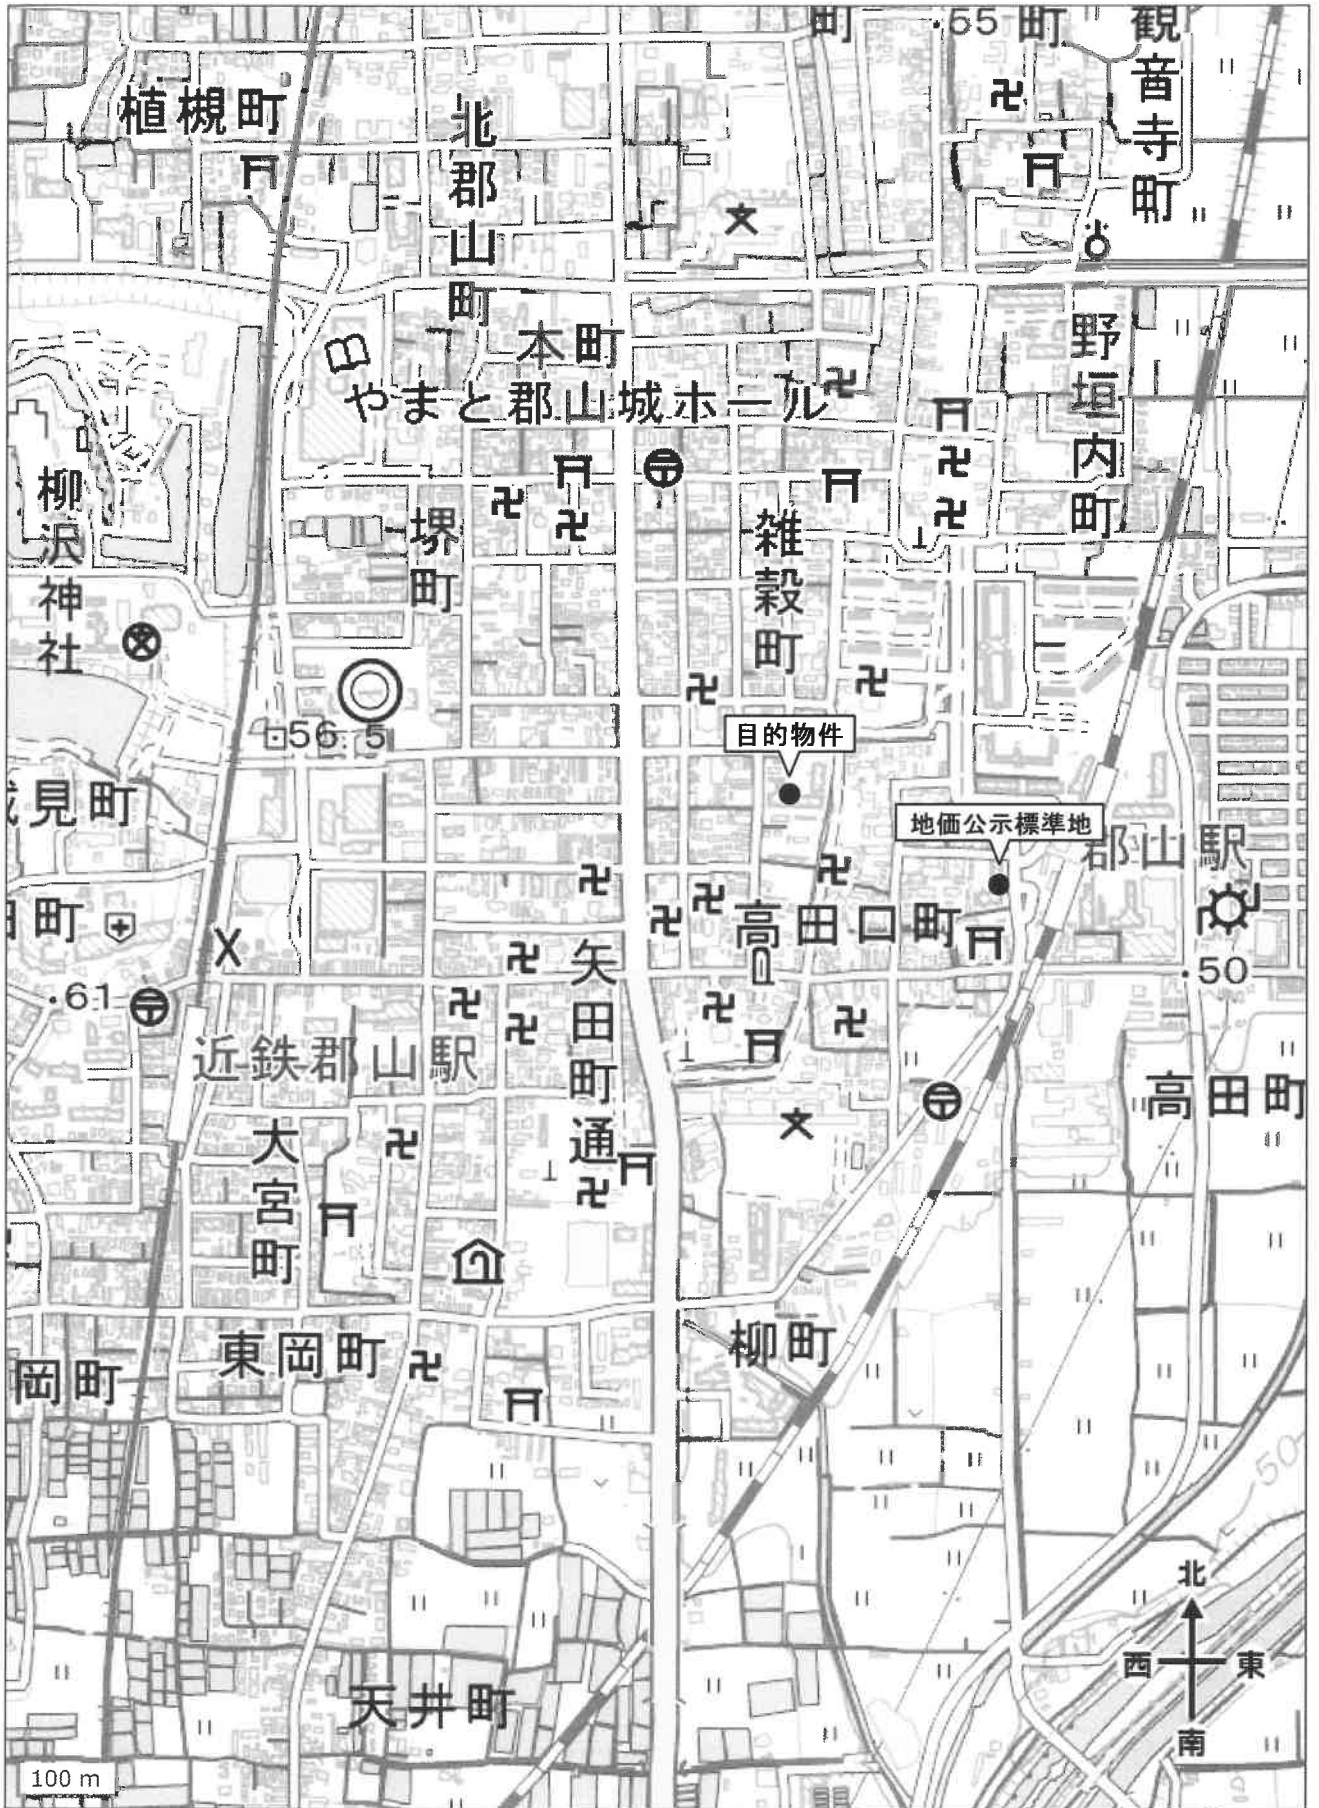 町
65
町
観音寺町
植槻町
北郡山町
本町
野垣内町
やまと郡山城ホール
柳沢神社
堺町
雑穀町
56.5
目的物件
見町
地価公示標準地
郡山駅
町
高田口町
矢田町通
50
61
近鉄郡山駅
高田町
大宮町
東岡町
柳町
岡町
50
北
西
東
南
天井町
100 m